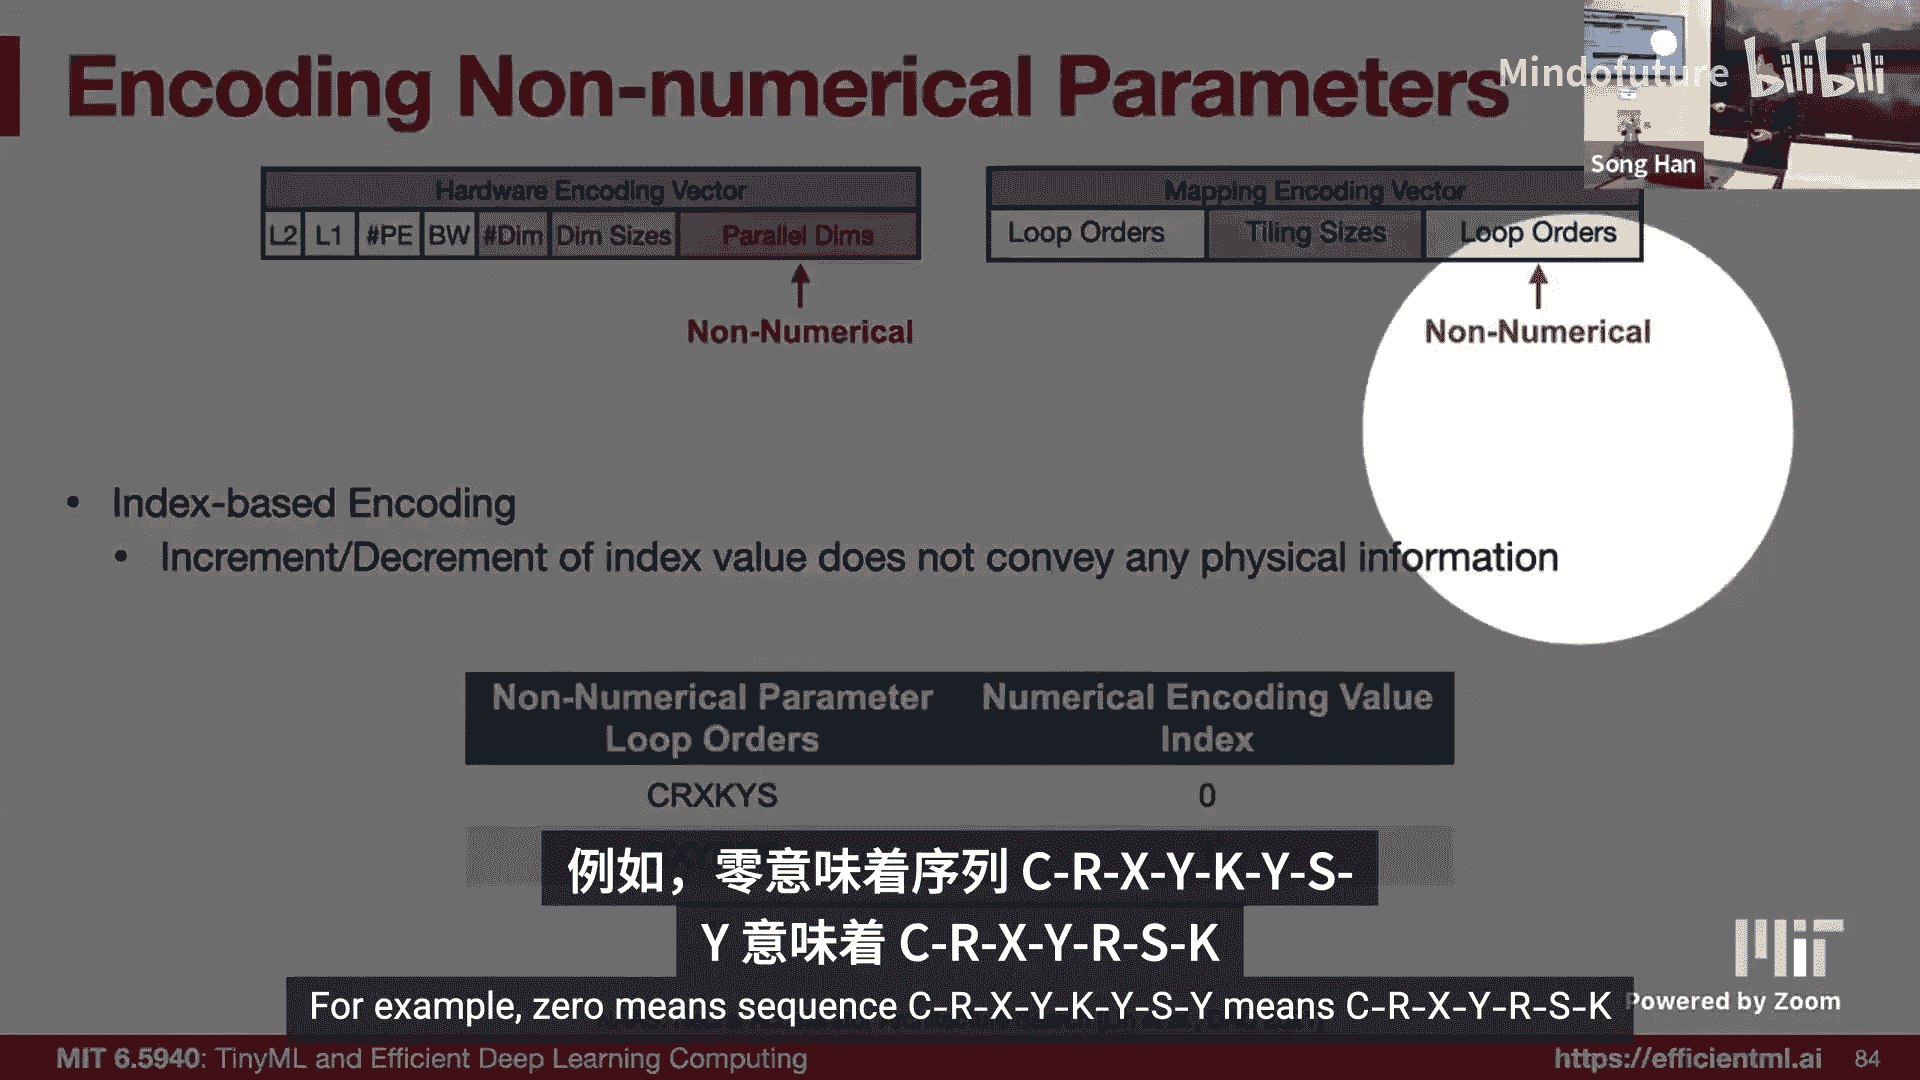 Encoding Non-numerical Parameters
Mindofuture bilibili
Song Han
Hardware Encoding Vector
L2 L1 #PE BW #Dim Dim Sizes Parallel Dims
Mapping Encoding Vector
Loop Orders Tiling Sizes Loop Orders
Non-Numerical
Non-Numerical
• Index-based Encoding
• Increment/Decrement of index value does not convey any physical information
Non-Numerical Parameter Numerical Encoding Value
Loop Orders Index
CRXKYS 0
例如，零意味着序列 C-R-X-Y-K-Y-S-
Y 意味着 C-R-X-Y-R-S-K
For example, zero means sequence C-R-X-Y-K-Y-S-Y means C-R-X-Y-R-S-K
MIT
Powered by Zoom
MIT 6.5940: TinyML and Efficient Deep Learning Computing
https://efficientml.ai 84